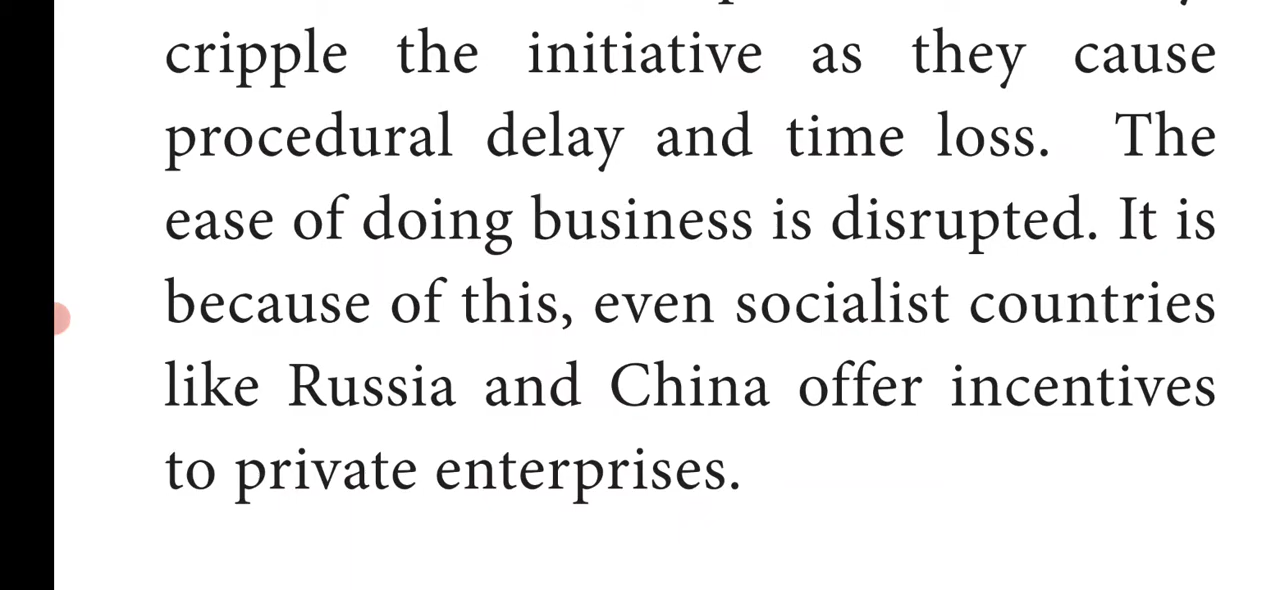 cripple the initiative as they cause
procedural delay and time loss. The
ease of doing business is disrupted. It is
because of this, even socialist countries
like Russia and China offer incentives
to private enterprises.